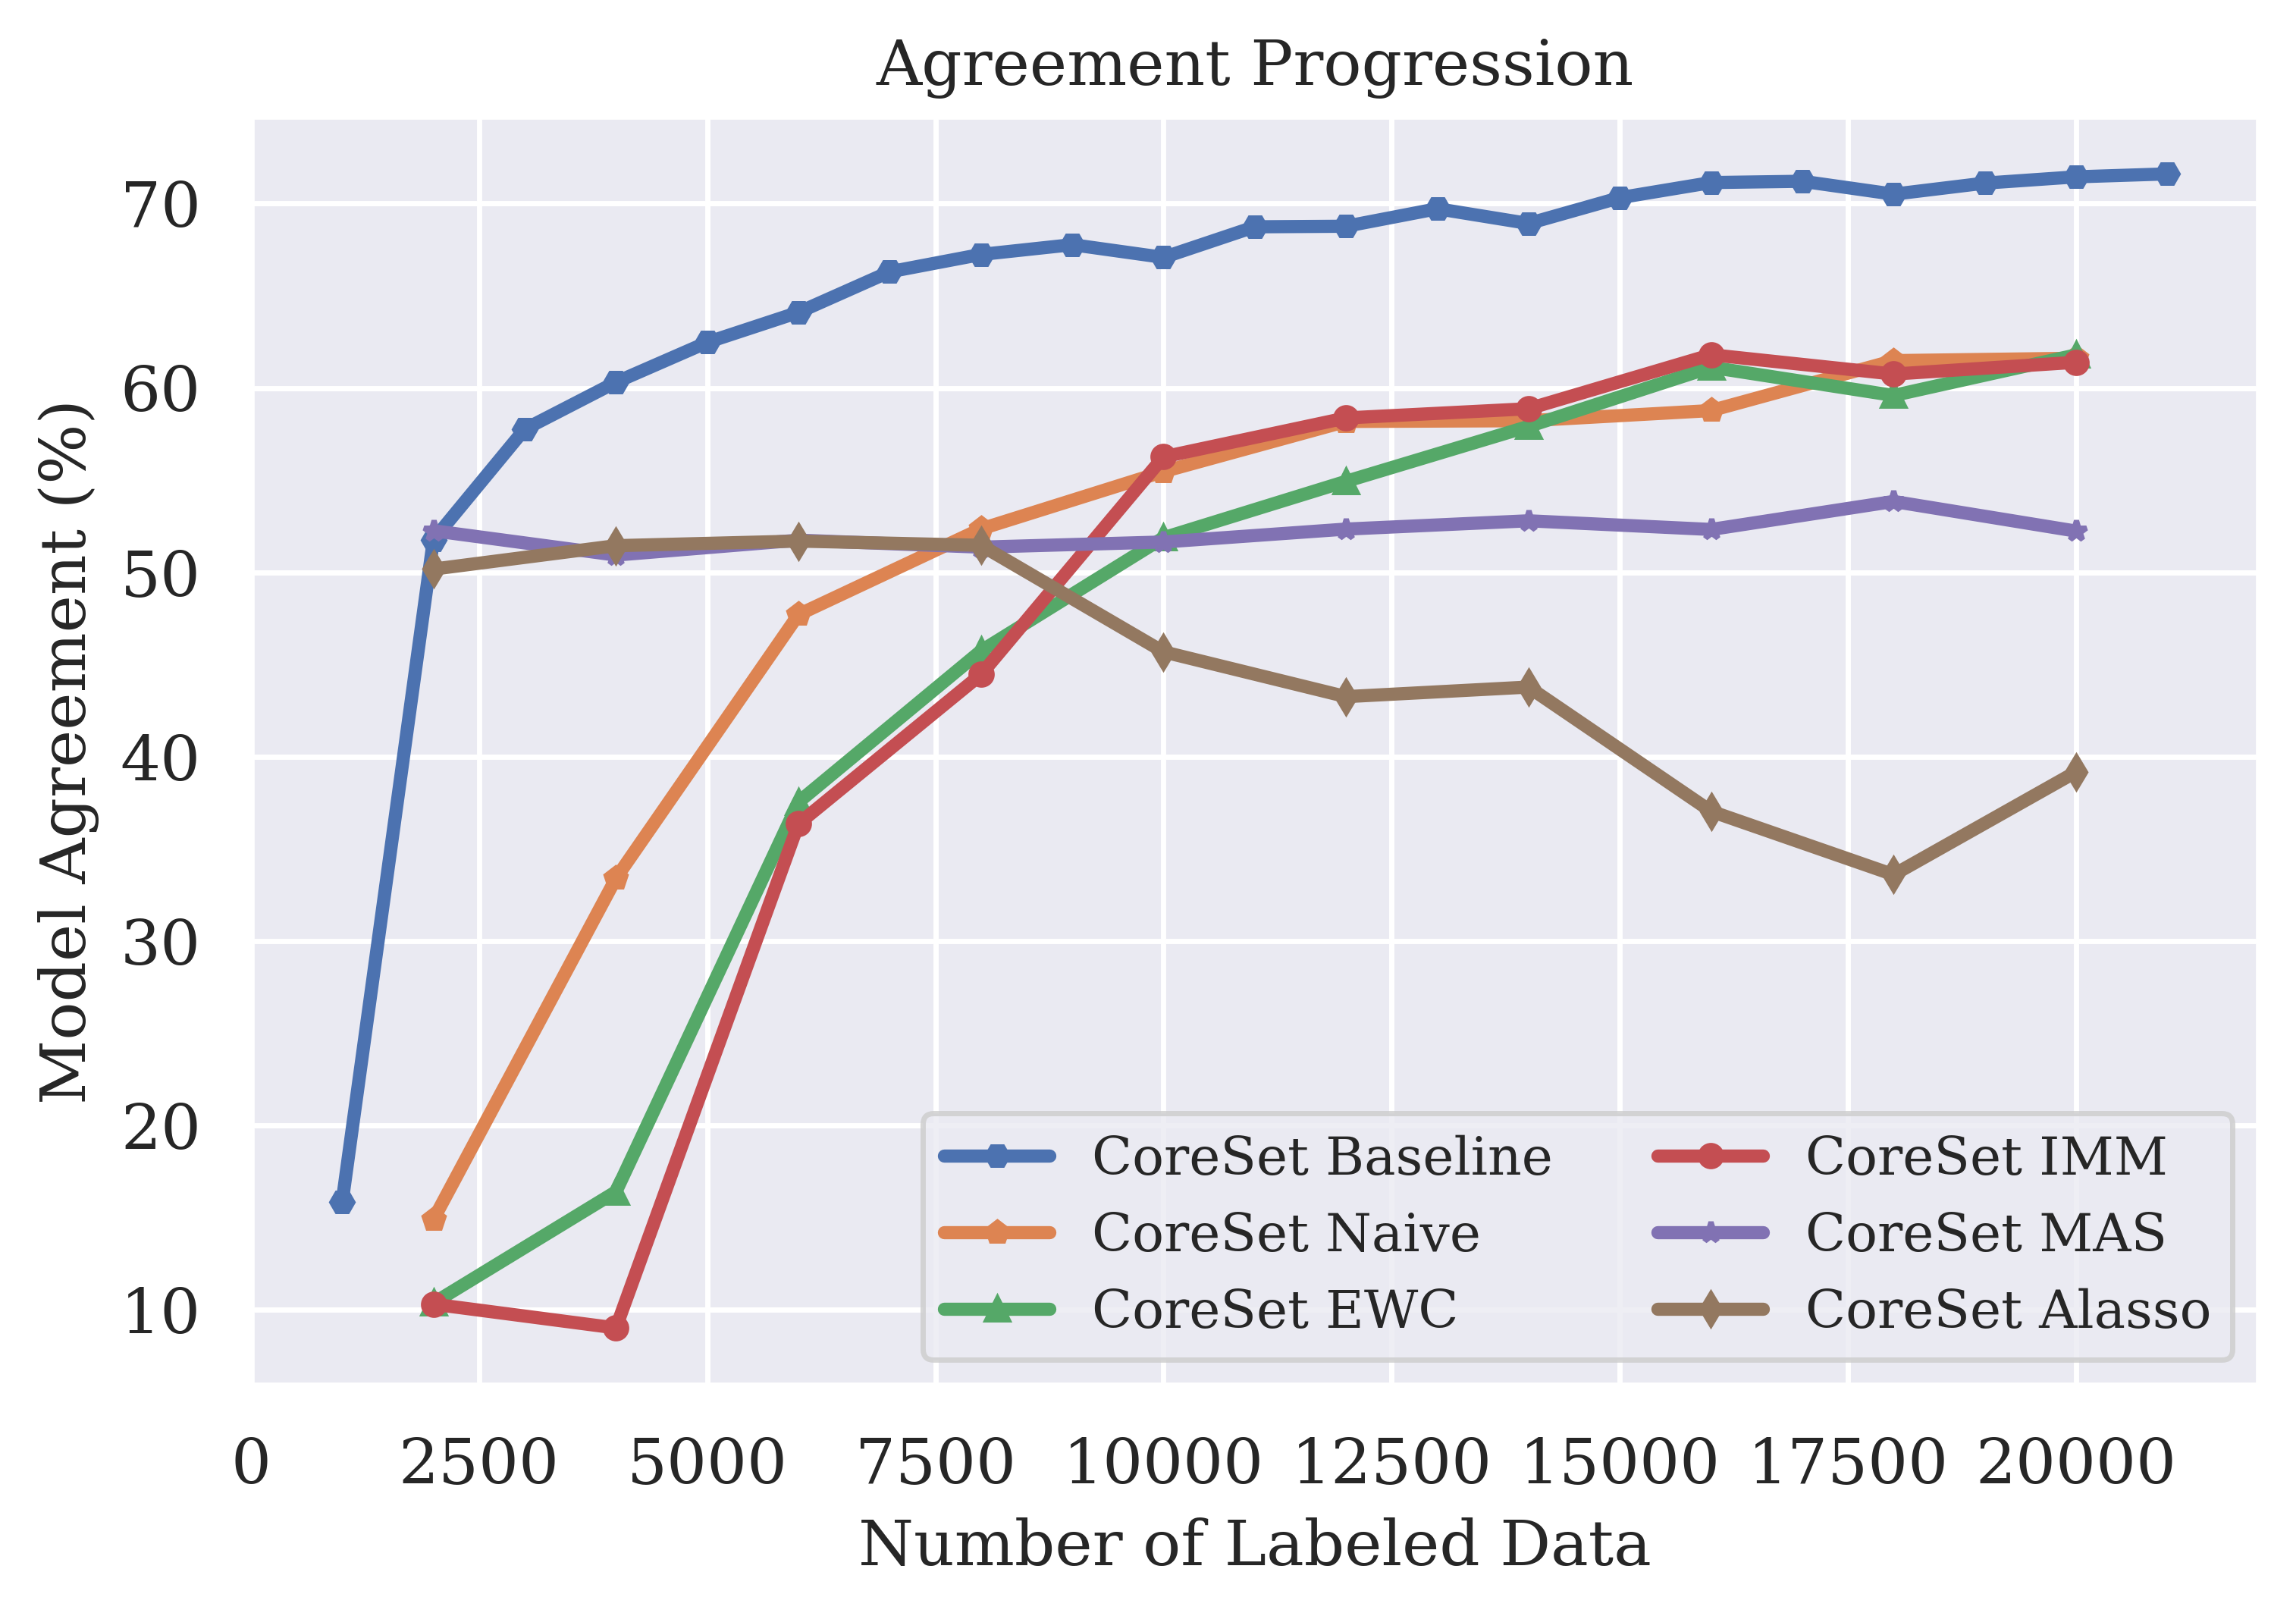 Agreement Progression
Model Agreement (%)
70
60
50
40
30
20
10
CoreSet Baseline
CoreSet Naive
CoreSet EWC
CoreSet IMM
CoreSet MAS
CoreSet Alasso
0 2500 5000 7500 10000 12500 15000 17500 20000
Number of Labeled Data